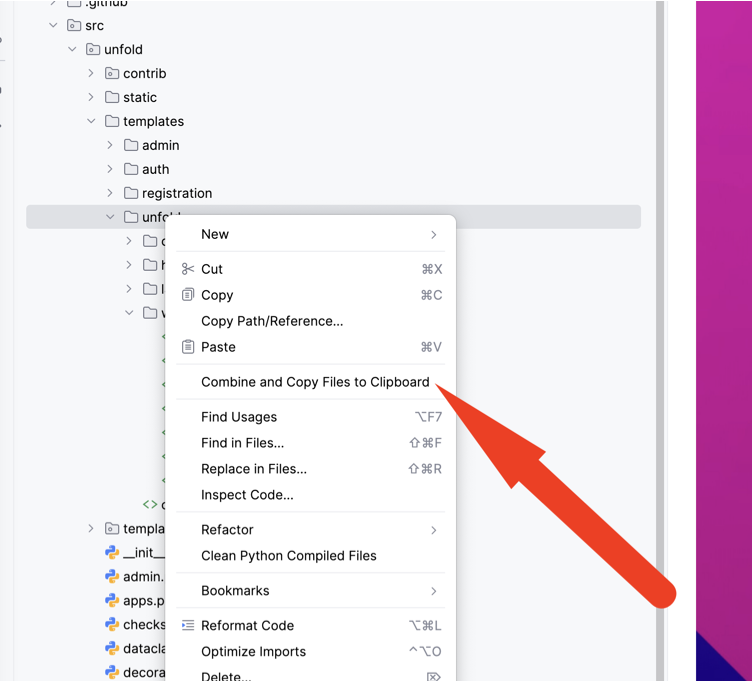 .github
src
unfold
contrib
static
templates
admin
auth
registration
New
Cut ⌘X
Copy ⌘C
Copy Path/Reference...
Paste ⌘V
Combine and Copy Files to Clipboard
Find Usages ⌥F7
Find in Files... ⇧⌘F
Replace in Files... ⇧⌘R
Inspect Code...
Refactor
Clean Python Compiled Files
Bookmarks
Reformat Code ⌥⌘L
Optimize Imports ^⌥O
Delete... ⌦
templa
__init__
admin.
apps.p
checks
datacla
decora